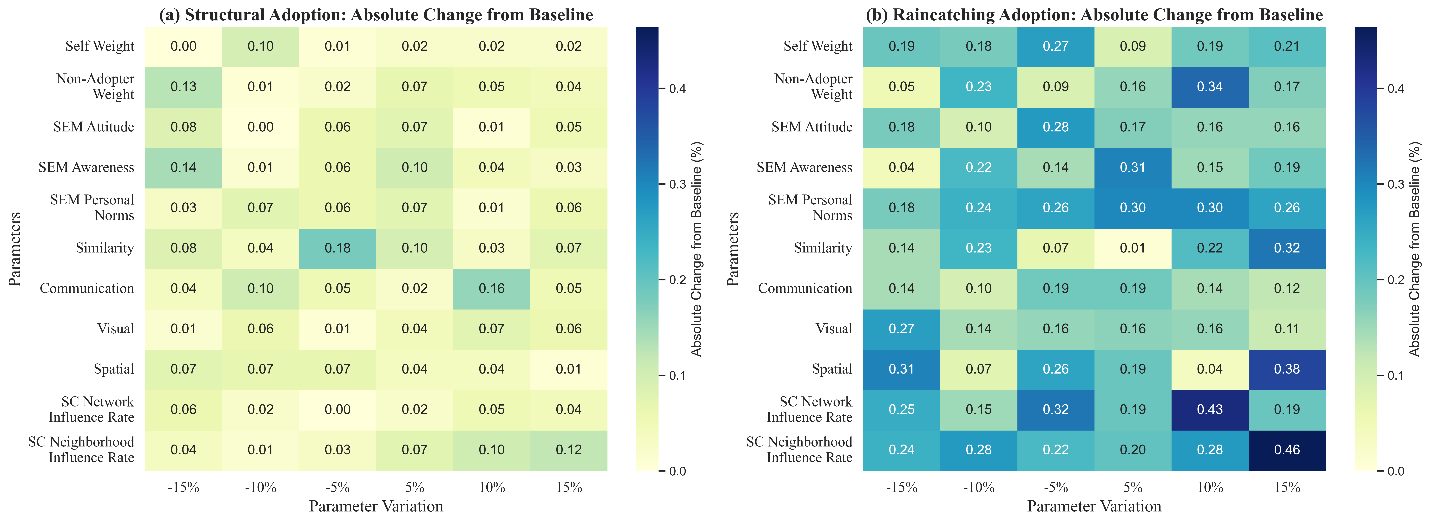 (a) Structural Adoption: Absolute Change from Baseline
Parameters
Self Weight 0.00 0.10 0.01 0.02 0.02 0.02
Non-Adopter
Weight 0.13 0.01 0.02 0.07 0.05 0.04
SEM Attitude 0.08 0.00 0.06 0.07 0.01 0.05
SEM Awareness 0.14 0.01 0.06 0.10 0.04 0.03
SEM Personal
Norms 0.03 0.07 0.06 0.07 0.01 0.06
Similarity 0.08 0.04 0.18 0.10 0.03 0.07
Communication 0.04 0.10 0.05 0.02 0.16 0.05
Visual 0.01 0.06 0.01 0.04 0.07 0.06
Spatial 0.07 0.07 0.07 0.04 0.04 0.01
SC Network
Influence Rate 0.06 0.02 0.00 0.02 0.05 0.04
SC Neighborhood
Influence Rate 0.04 0.01 0.03 0.07 0.10 0.12
-15% -10% -5% 5% 10% 15%
Parameter Variation
0.4
0.3
0.2
0.1
0.0
Absolute Change from Baseline (%)
(b) Raincatching Adoption: Absolute Change from Baseline
Parameters
Self Weight 0.19 0.18 0.27 0.09 0.19 0.21
Non-Adopter
Weight 0.05 0.23 0.09 0.16 0.34 0.17
SEM Attitude 0.18 0.10 0.28 0.17 0.16 0.16
SEM Awareness 0.04 0.22 0.14 0.31 0.15 0.19
SEM Personal
Norms 0.18 0.24 0.26 0.30 0.30 0.26
Similarity 0.14 0.23 0.07 0.01 0.22 0.32
Communication 0.14 0.10 0.19 0.19 0.14 0.12
Visual 0.27 0.14 0.16 0.16 0.16 0.11
Spatial 0.31 0.07 0.26 0.19 0.04 0.38
SC Network
Influence Rate 0.25 0.15 0.32 0.19 0.43 0.19
SC Neighborhood
Influence Rate 0.24 0.28 0.22 0.20 0.28 0.46
-15% -10% -5% 5% 10% 15%
Parameter Variation
0.4
0.3
0.2
0.1
0.0
Absolute Change from Baseline (%)